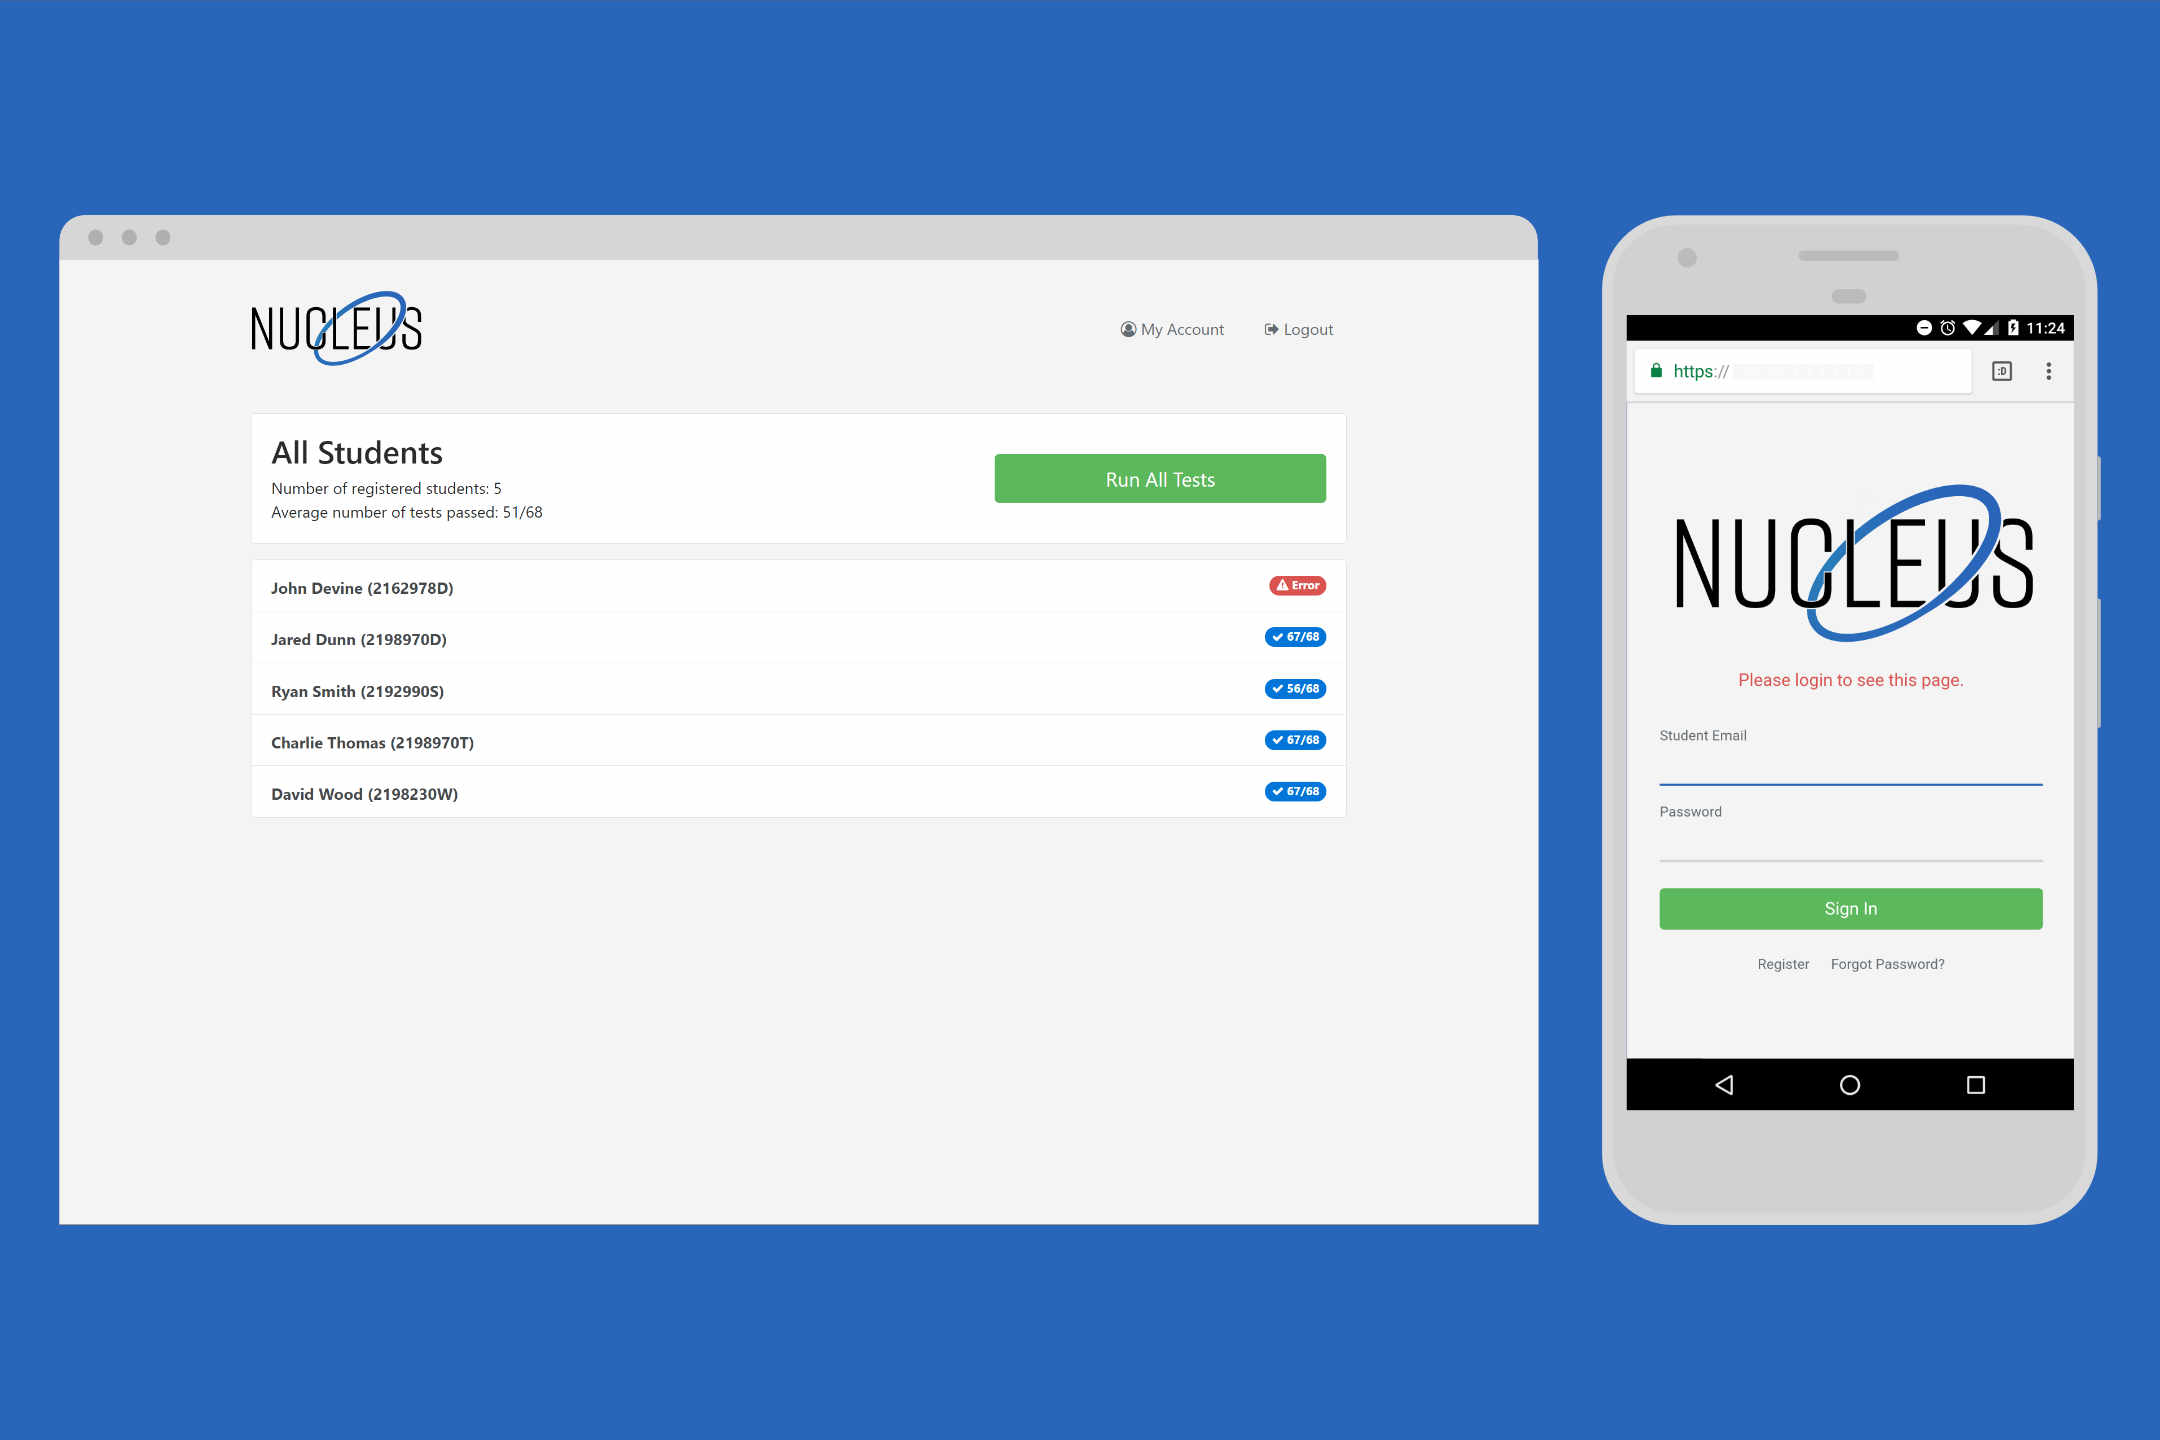 NUCLEUS
My Account
Logout
All Students
Number of registered students: 5
Average number of tests passed: 51/68
Run All Tests
John Devine (2162978D)
Error
Jared Dunn (2198970D)
67/68
Ryan Smith (2192990S)
56/68
Charlie Thomas (2198970T)
67/68
David Wood (2198230W)
67/68
11:24
https://
:D
NUCLEUS
Please login to see this page.
Student Email
Password
Sign In
Register
Forgot Password?